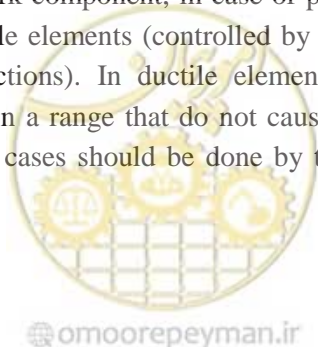 rk component, in case of p
le elements (controlled by
ctions). In ductile elemen
n a range that do not caus
cases should be done by t
@omoorepeyman.ir